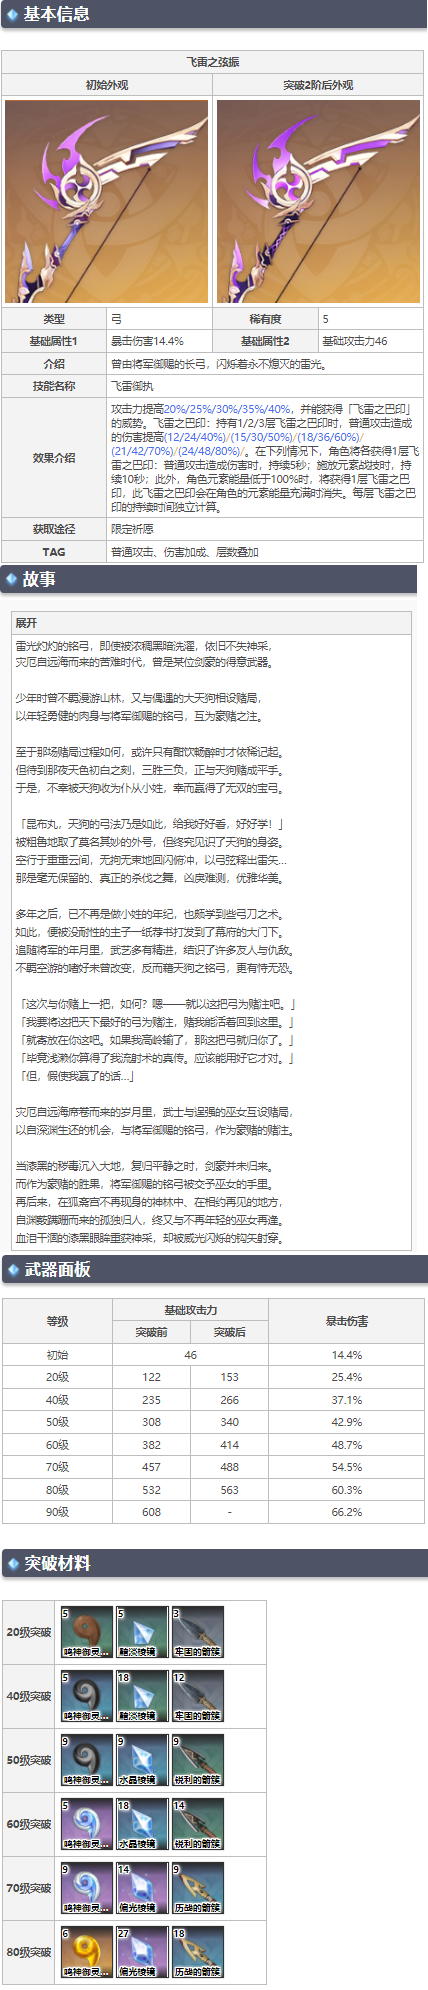 基本信息
飞雷之弦振
初始外观 突破2阶后外观
类型 弓 稀有度 5
基础属性1 暴击伤害14.4% 基础属性2 基础攻击力46
介绍 曾由将军御赐的长弓，闪烁着永不熄灭的雷光。
技能名称 飞雷御执
效果介绍
攻击力提高20%/25%/30%/35%/40%，并能获得「飞雷之巴印」
的威势。飞雷之巴印：持有1/2/3层飞雷之巴印时，普通攻击造成
的伤害提高(12/24/40%)/(15/30/50%)/(18/36/60%)/
(21/42/70%)/(24/48/80%)/。在下列情况下，角色将各获得1层飞
雷之巴印：普通攻击造成伤害时，持续5秒；施放元素战技时，持
续10秒；此外，角色元素能量低于100%时，将获得1层飞雷之巴
印，此飞雷之巴印会在角色的元素能量充满时消失。每层飞雷之巴
印的持续时间独立计算。
获取途径 限定祈愿
TAG 普通攻击、伤害加成、层数叠加
故事
展开
雷光灼灼的铭弓，即使被浓稠黑暗洗濯，依旧不失神采，
灾厄自远海而来的苦难时代，曾是某位剑豪的得意武器。
少年时曾不羁漫游山林，又与偶遇的大天狗相设赌局，
以年轻勇健的肉身与将军御赐的铭弓，互为豪赌之注。
至于那场赌局过程如何，或许只有酣饮畅醉时才依稀记起。
但待到那夜天色初白之刻，三胜三负，正与天狗赌成平手。
于是，不幸被天狗收为仆从小姓，幸而赢得了无双的宝弓。
「昆布丸，天狗的弓法乃是如此，给我好好看，好好学！」
被粗鲁地取了莫名其妙的外号，但终究见识了天狗的身姿。
空行于重重云间，无拘无束地回闪俯冲，以弓弦释出雷矢…
那是毫无保留的、真正的杀伐之舞，凶戾难测，优雅华美。
多年之后，已不再是做小姓的年纪，也颇学到些弓刀之术。
如此，便被没耐性的主子一纸荐书打发到了幕府的大门下。
追随将军的年月里，武艺多有精进，结识了许多友人与仇敌。
不羁空游的嗜好未曾改变，反而藉天狗之铭弓，更有恃无恐。
「这次与你赌上一把，如何？嗯——就以这把弓为赌注吧。」
「我要将这把天下最好的弓为赌注，赌我能活着回到这里。」
「就寄放在你这吧。如果我高岭输了，那这把弓就归你了。」
「毕竟浅濑你算得了我流射术的真传。应该能用好它才对。」
「但，假使我赢了的话…」
灾厄自远海席卷而来的岁月里，武士与逞强的巫女互设赌局，
以自深渊生还的机会，与将军御赐的铭弓，作为豪赌的赌注。
当漆黑的秽毒沉入大地，复归平静之时，剑豪并未归来。
而作为豪赌的胜果，将军御赐的铭弓被交予巫女的手里。
再后来，在狐斋宫不再现身的神林中、在相约再见的地方，
自渊薮蹒跚而来的孤独归人，终又与不再年轻的巫女再逢。
血泪干涸的漆黑眼眸重获神采，却被威光闪烁的钩矢射穿。
武器面板
等级 基础攻击力 暴击伤害
突破前 突破后
初始 46 14.4%
20级 122 153 25.4%
40级 235 266 37.1%
50级 308 340 42.9%
60级 382 414 48.7%
70级 457 488 54.5%
80级 532 563 60.3%
90级 608 - 66.2%
突破材料
20级突破 5 鸣神御灵… 5 黯淡棱镜 3 牢固的箭簇
40级突破 5 鸣神御灵… 18 黯淡棱镜 12 牢固的箭簇
50级突破 9 鸣神御灵… 9 水晶棱镜 9 锐利的箭簇
60级突破 5 鸣神御灵… 18 水晶棱镜 14 锐利的箭簇
70级突破 9 鸣神御灵… 14 偏光棱镜 9 历战的箭簇
80级突破 6 鸣神御灵… 27 偏光棱镜 18 历战的箭簇